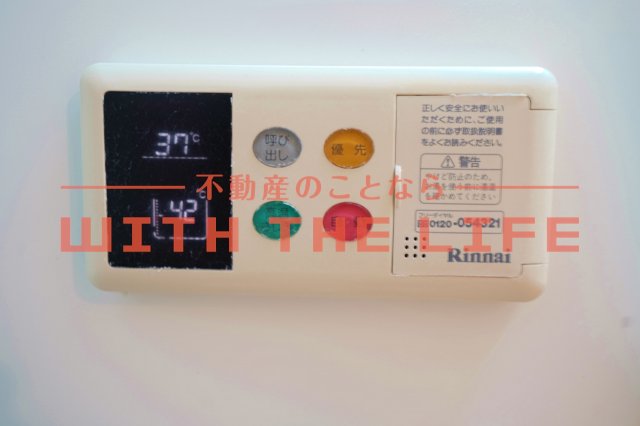 37℃
42
℃
呼び
出し
優先
正しく安全にお使いい
ただくために、ご使用
の前に必ず取扱説明書
をよくお読みください。
警告
不動産のことなら
WITH THE LIFE
フリーダイヤル
0120-054321
Rinnai